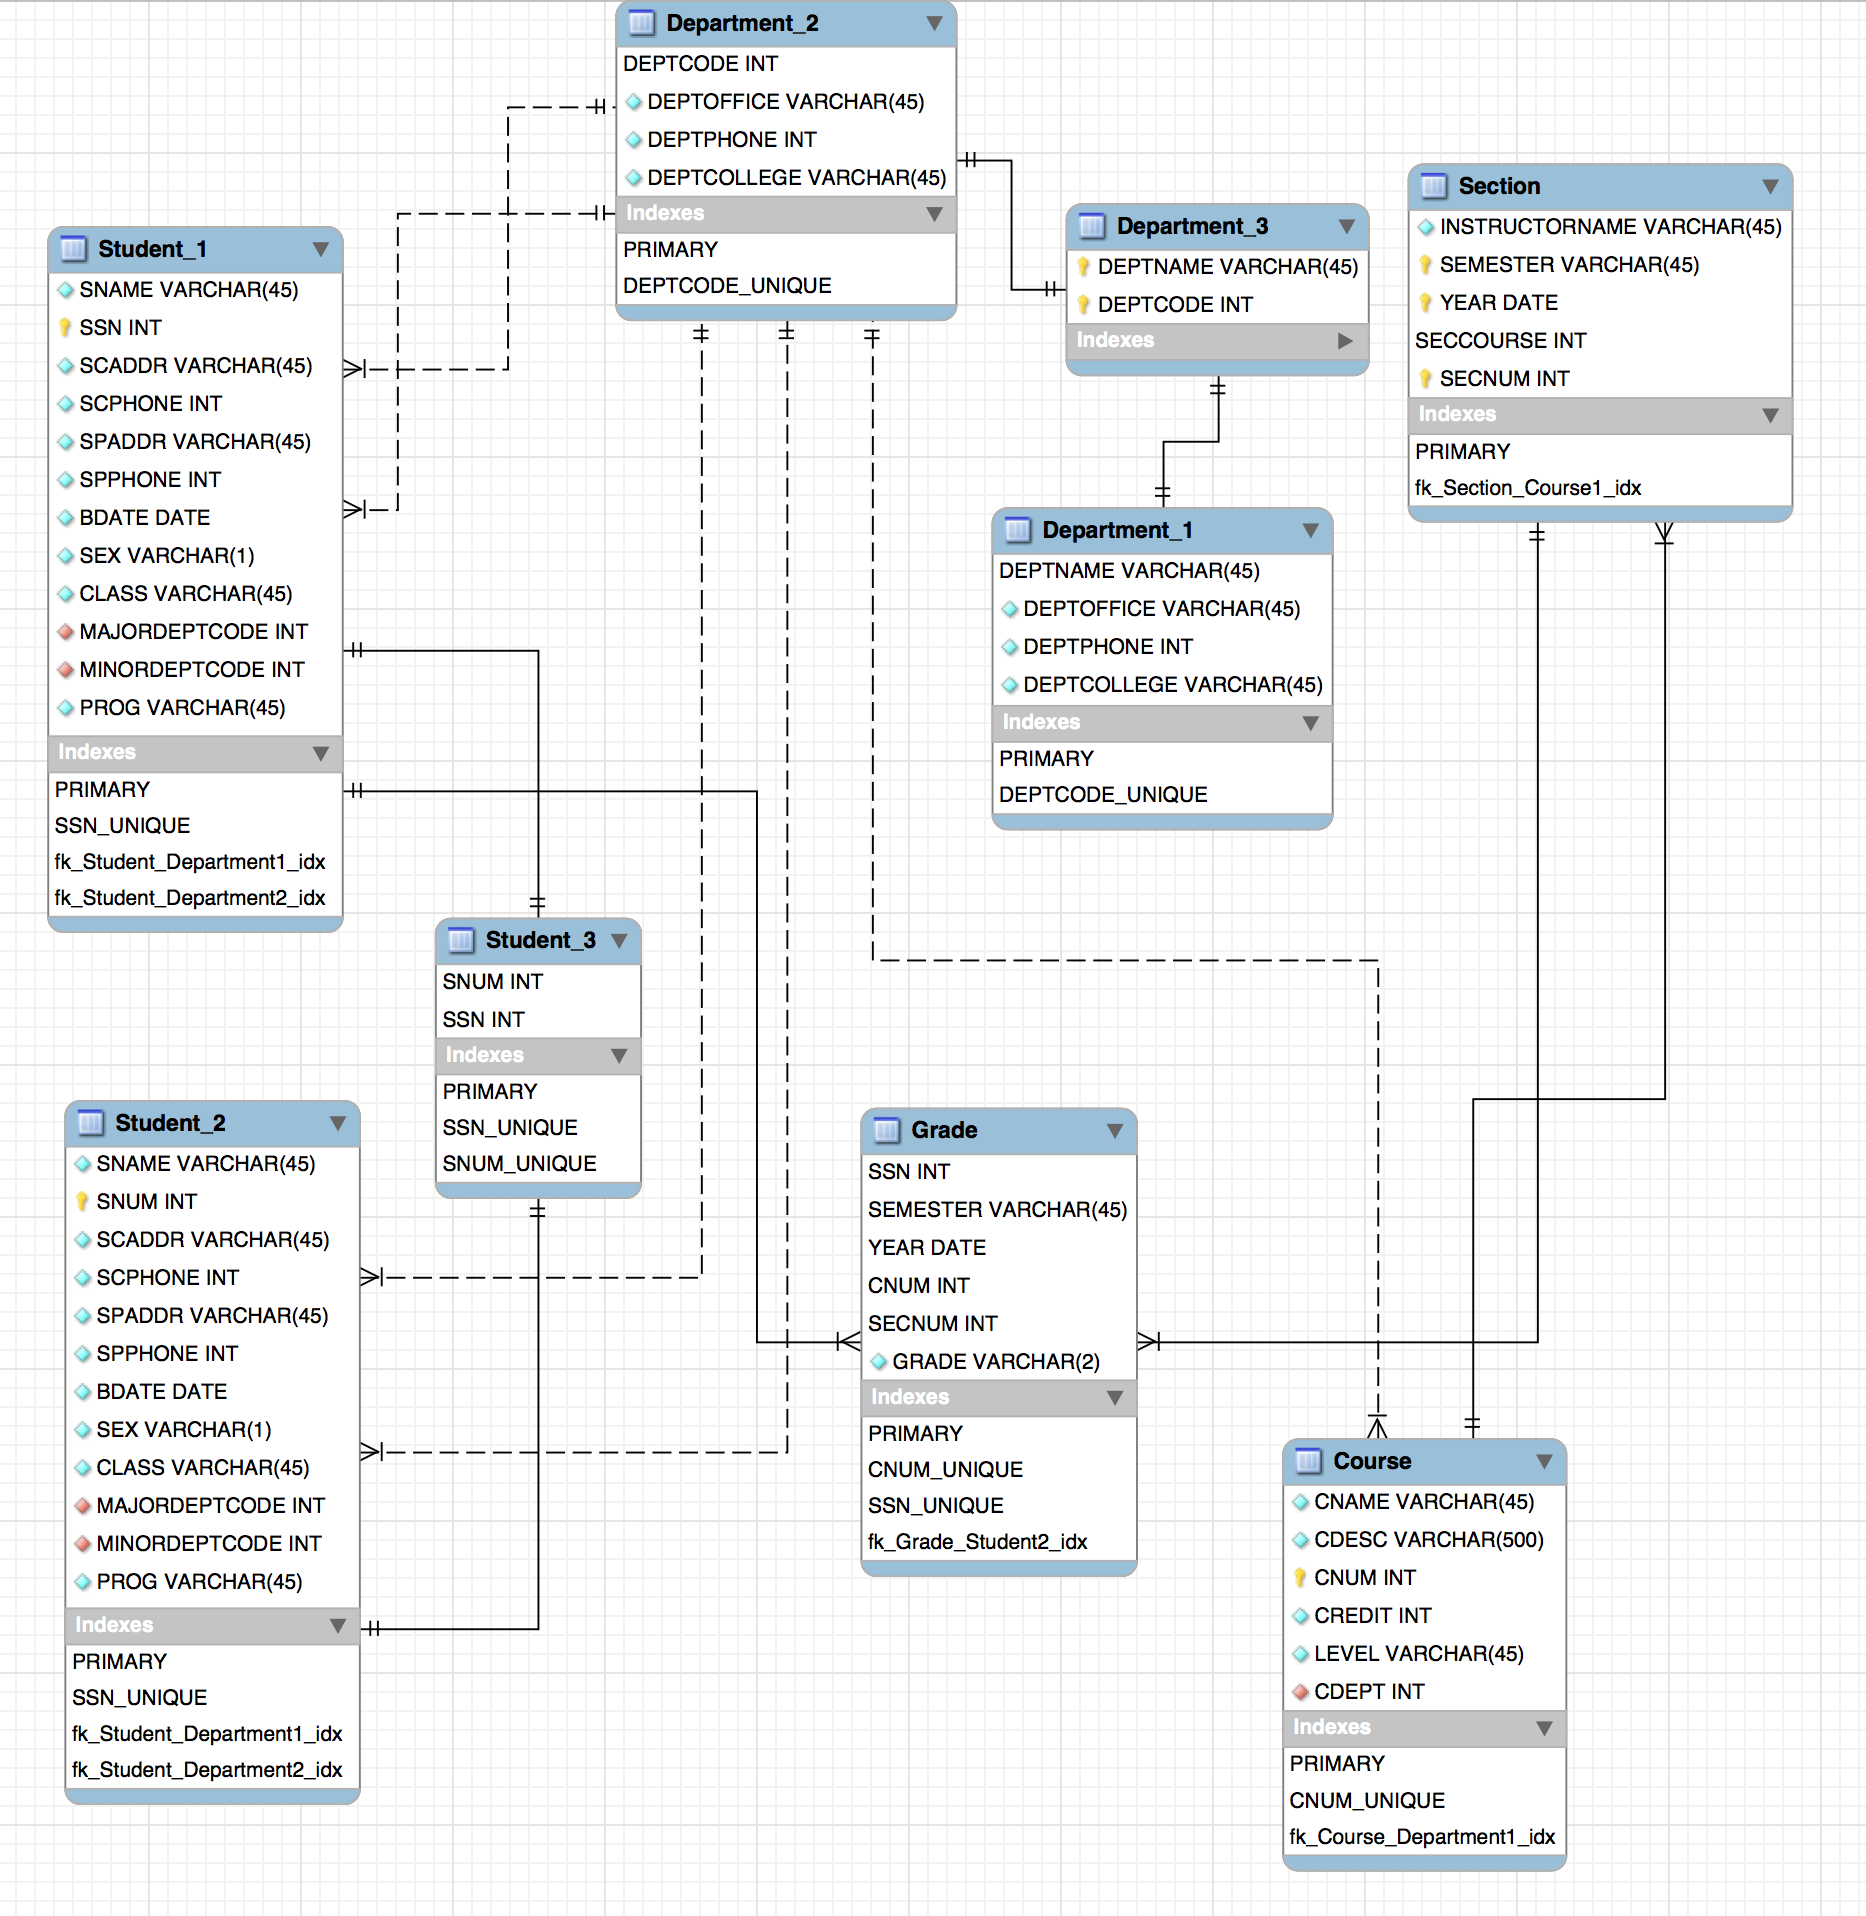 Department_2
DEPTCODE INT
DEPTOFFICE VARCHAR(45)
DEPTPHONE INT
DEPTCOLLEGE VARCHAR(45)
Indexes
PRIMARY
DEPTCODE_UNIQUE
Student_1
SNAME VARCHAR(45)
SSN INT
SCADDR VARCHAR(45)
SCPHONE INT
SPADDR VARCHAR(45)
SPPHONE INT
BDATE DATE
SEX VARCHAR(1)
CLASS VARCHAR(45)
MAJORDEPTCODE INT
MINORDEPTCODE INT
PROG VARCHAR(45)
Indexes
PRIMARY
SSN_UNIQUE
fk_Student_Department1_idx
fk_Student_Department2_idx
Department_3
DEPTNAME VARCHAR(45)
DEPTCODE INT
Indexes
Section
INSTRUCTORNAME VARCHAR(45)
SEMESTER VARCHAR(45)
YEAR DATE
SECCOURSE INT
SECNUM INT
Indexes
PRIMARY
fk_Section_Course1_idx
Department_1
DEPTNAME VARCHAR(45)
DEPTOFFICE VARCHAR(45)
DEPTPHONE INT
DEPTCOLLEGE VARCHAR(45)
Indexes
PRIMARY
DEPTCODE_UNIQUE
Student_3
SNUM INT
SSN INT
Indexes
PRIMARY
SSN_UNIQUE
SNUM_UNIQUE
Student_2
SNAME VARCHAR(45)
SNUM INT
SCADDR VARCHAR(45)
SCPHONE INT
SPADDR VARCHAR(45)
SPPHONE INT
BDATE DATE
SEX VARCHAR(1)
CLASS VARCHAR(45)
MAJORDEPTCODE INT
MINORDEPTCODE INT
PROG VARCHAR(45)
Indexes
PRIMARY
SSN_UNIQUE
fk_Student_Department1_idx
fk_Student_Department2_idx
Grade
SSN INT
SEMESTER VARCHAR(45)
YEAR DATE
CNUM INT
SECNUM INT
GRADE VARCHAR(2)
Indexes
PRIMARY
CNUM_UNIQUE
SSN_UNIQUE
fk_Grade_Student2_idx
Course
CNAME VARCHAR(45)
CDESC VARCHAR(500)
CNUM INT
CREDIT INT
LEVEL VARCHAR(45)
CDEPT INT
Indexes
PRIMARY
CNUM_UNIQUE
fk_Course_Department1_idx